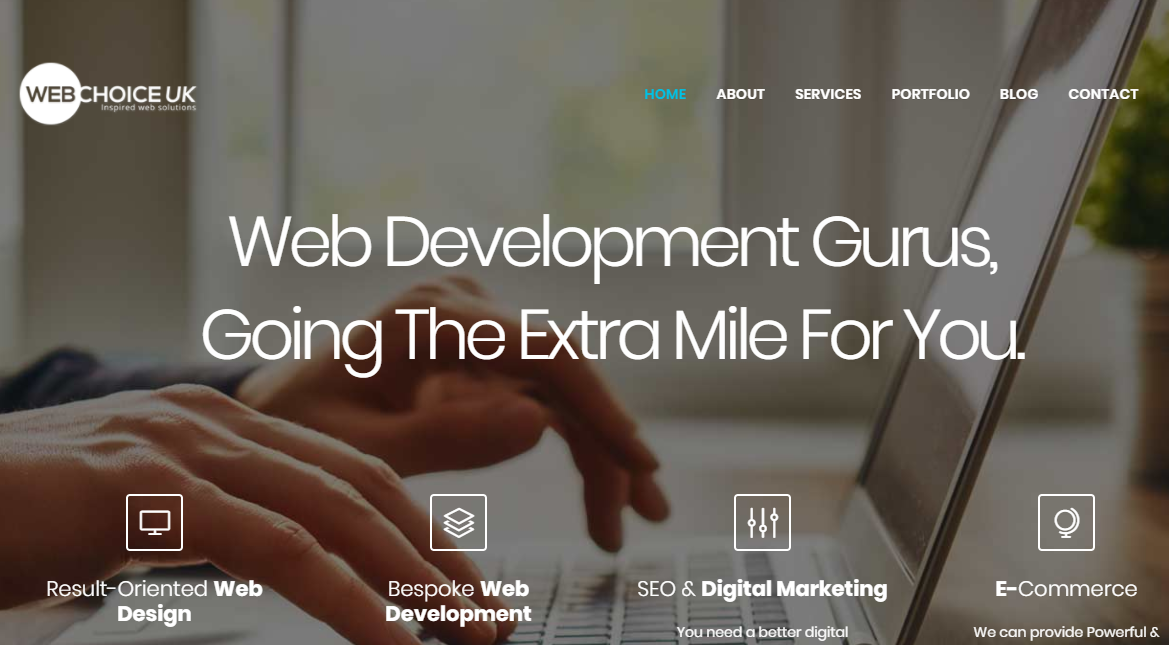 WEBCHOICE UK
Inspired web solutions
HOME ABOUT SERVICES PORTFOLIO BLOG CONTACT
Web Development Gurus,
Going The Extra Mile For You.
Result-Oriented Web
Design
Bespoke Web
Development
SEO & Digital Marketing
You need a better digital
E-Commerce
We can provide Powerful &